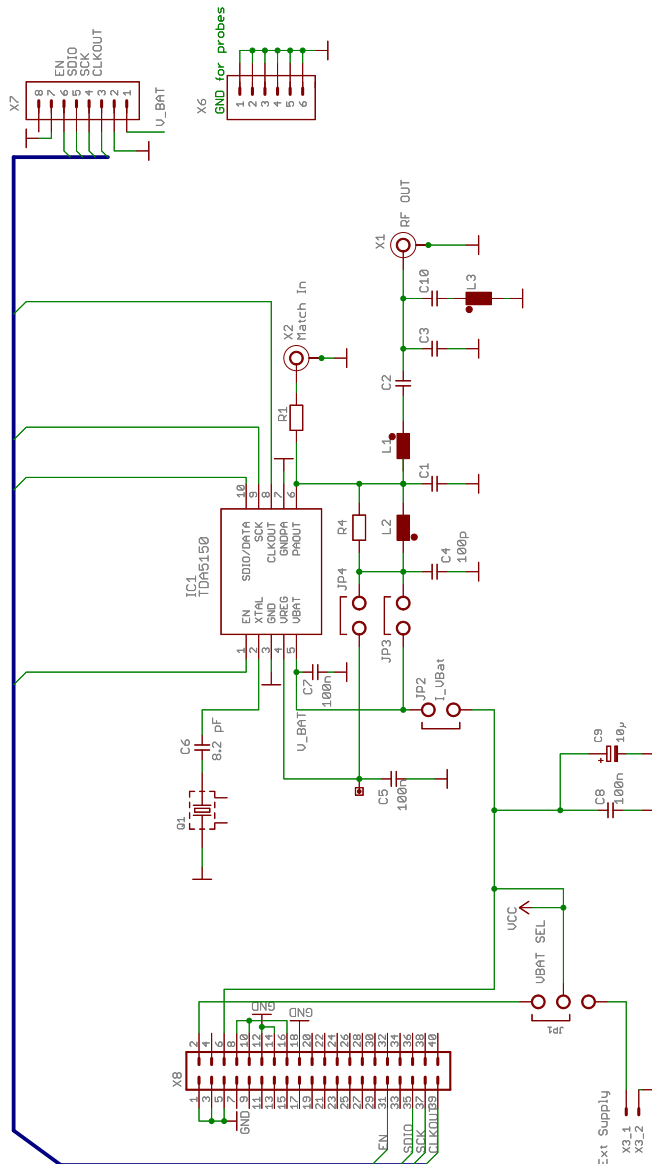 X7
EN
SDIO
SCK
CLKOUT
8
7
6
5
4
3
2
1
V_BAT
X6
GND for probes
1
2
3
4
5
6
X1
RF OUT
C10
L3
C3
C2
L1
C1
X2
Match In
R1
IC1
TDA5150
10
9
8
7
6
SDIO/DATA
SCK
CLKOUT
GNDPA
PAOUT
EN
XTAL
GND
VREG
VBAT
1
2
3
4
5
R4
L2
C4
100p
JP4
JP3
JP2
I_VBat
C7
100n
V_BAT
C6
8.2 pF
Q1
C5
100n
C9
10µ
+
C8
100n
VCC
VBAT SEL
JP1
X8
2
4
6
8
10
12
14
16
18
20
22
24
26
28
30
32
34
36
38
40
1
3
5
7
9
11
13
15
17
19
21
23
25
27
29
31
33
35
37
39
GND
GND
GND
EN
SDIO
SCK
CLKOUT
Ext Supply
X3_1
X3_2